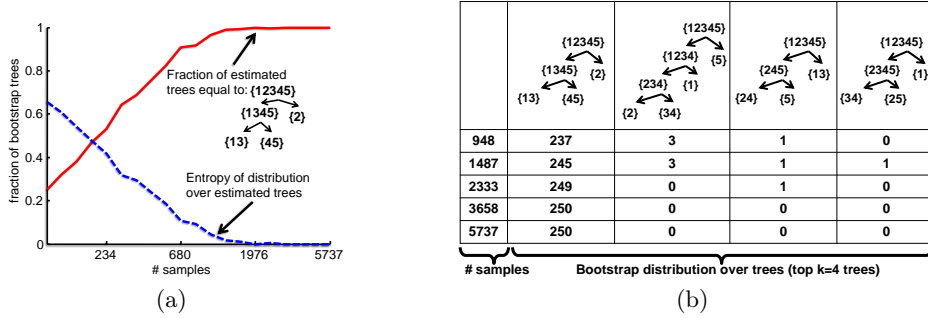 fraction of bootstrap trees
1
0.8
0.6
0.4
0.2
0
Fraction of estimated
trees equal to:
{12345}
{1345} {2}
{13} {45}
Entropy of distribution
over estimated trees
234 680 1976 5737
# samples
(a)
{12345}
{1345} {2}
{13} {45}
{12345}
{1234} {5}
{234} {1}
{2} {34}
{12345}
{245} {13}
{24} {5}
{12345}
{2345} {1}
{34} {25}
948 237 3 1 0
1487 245 3 1 1
2333 249 0 1 0
3658 250 0 0 0
5737 250 0 0 0
# samples Bootstrap distribution over trees (top k=4 trees)
(b)